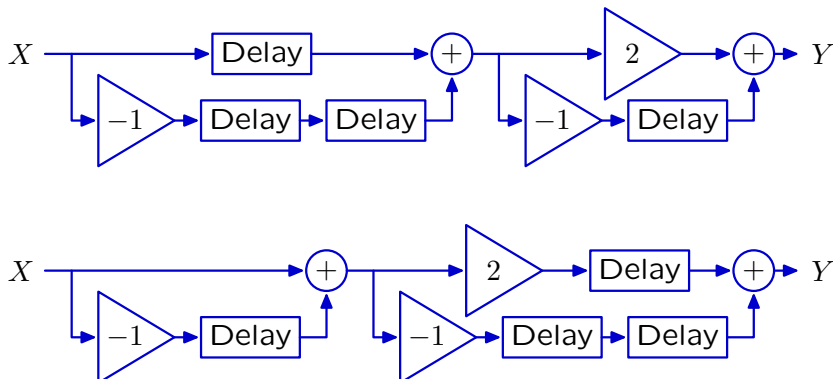 X Delay + 2 + Y
−1 Delay Delay −1 Delay
X + 2 Delay + Y
−1 Delay −1 Delay Delay